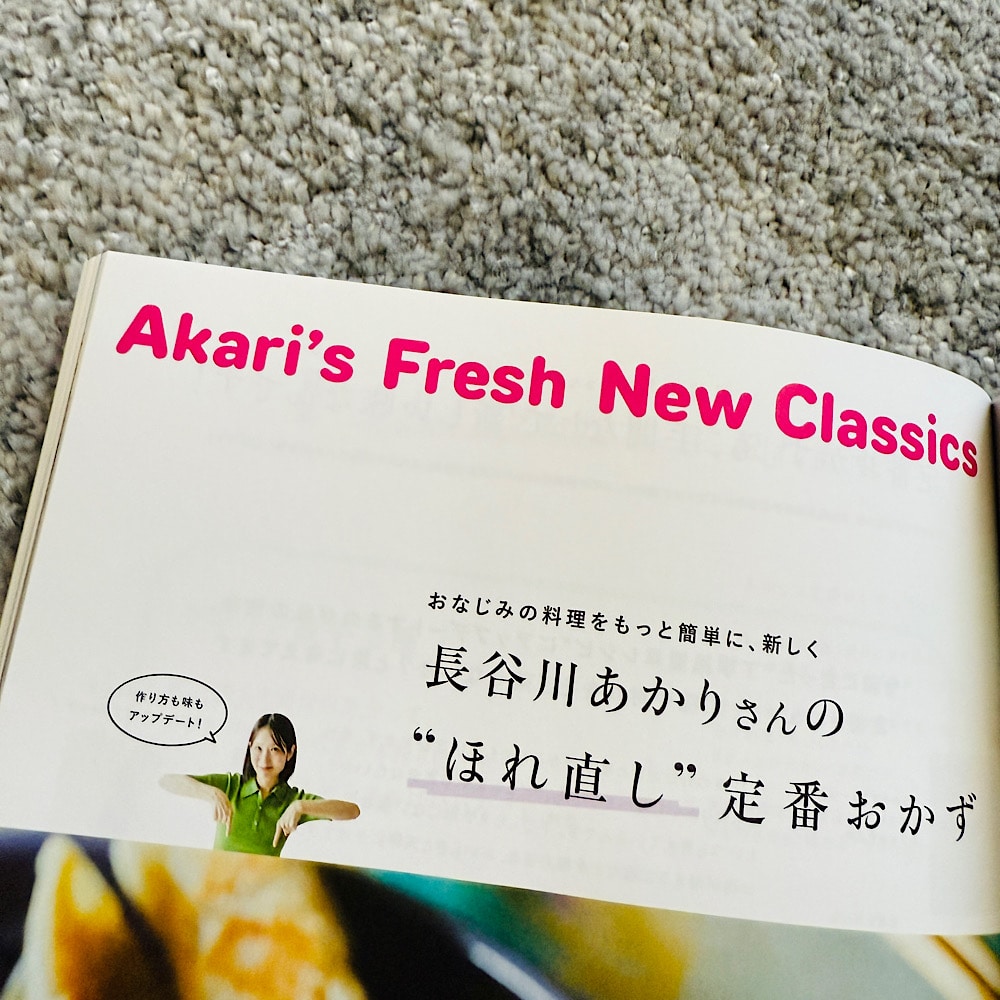 Akari's Fresh New Classics
おなじみの料理をもっと簡単に、新しく
長谷川あかりさんの
“ほれ直し”定番おかず
作り方も味も
アップデート!